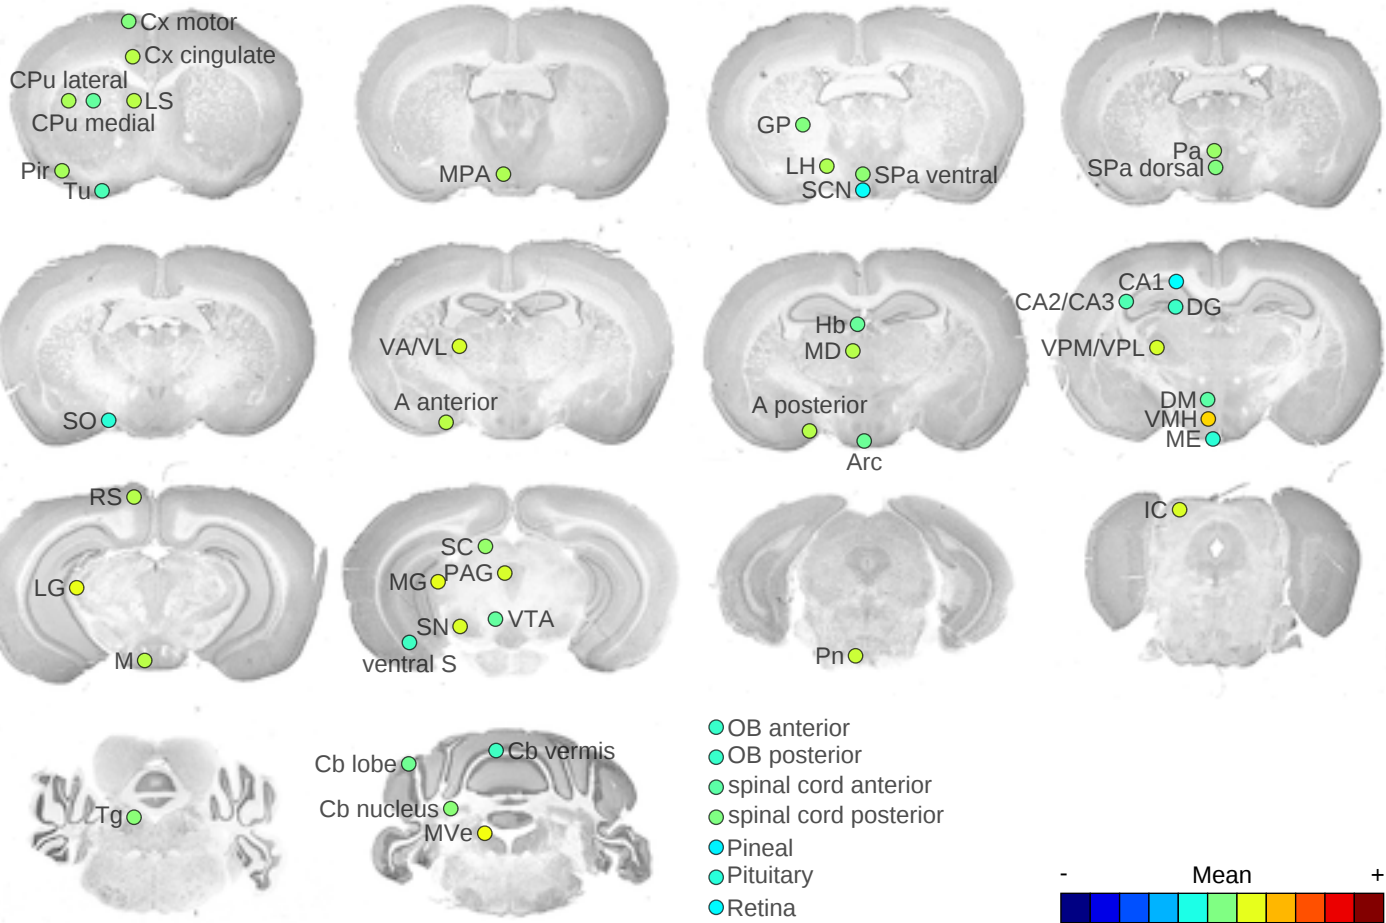 Cx motor
Cx cingulate
CPu lateral
LS
CPu medial
Pir
Tu
MPA
GP
LH
SPa ventral
SCN
Pa
SPa dorsal
SO
VA/VL
A anterior
Hb
MD
A posterior
Arc
CA1
CA2/CA3
DG
VPM/VPL
DM
VMH
ME
RS
LG
M
SC
MG
PAG
SN
VTA
ventral S
Pn
IC
Tg
Cb lobe
Cb vermis
Cb nucleus
MVe
OB anterior
OB posterior
spinal cord anterior
spinal cord posterior
Pineal
Pituitary
Retina
- Mean +